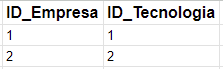 ID_Empresa ID_Tecnologia
1 1
2 2